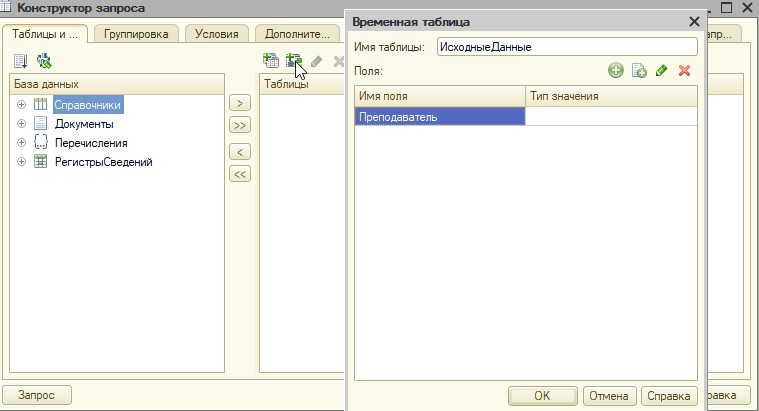 Конструктор запроса
Таблицы и ...
Группировка
Условия
Дополните...
База данных
Справочники
Документы
Перечисления
РегистрыСведений
>
>>
<
<<
Таблицы
Запрос
Временная таблица
Имя таблицы: ИсходныеДанные
Поля:
Имя поля Тип значения
Преподаватель
OK Отмена Справка
апр...
равка